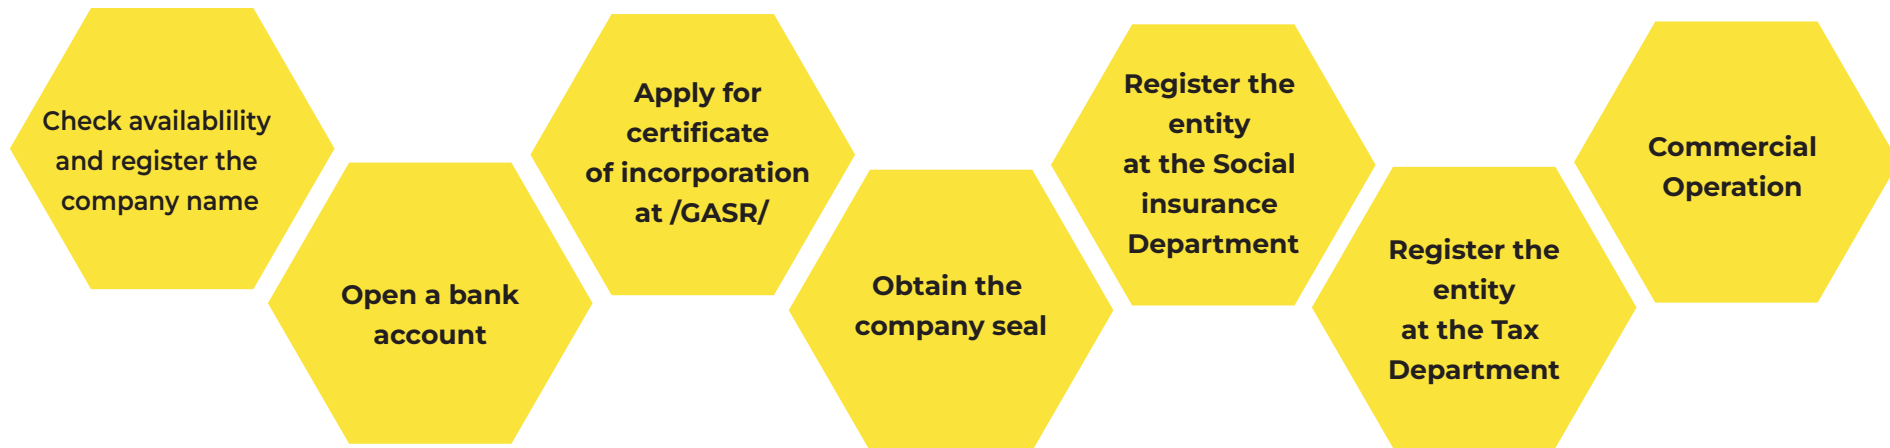 Check availablility
and register the
company name
Open a bank
account
Apply for
certificate
of incorporation
at /GASR/
Obtain the
company seal
Register the
entity
at the Social
insurance
Department
Register the
entity
at the Tax
Department
Commercial
Operation